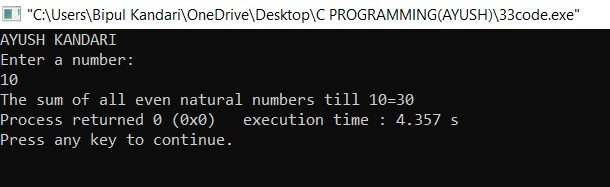 "C:\Users\Bipul Kandari\OneDrive\Desktop\C PROGRAMMING(AYUSH)\33code.exe"
AYUSH KANDARI
Enter a number:
10
The sum of all even natural numbers till 10=30
Process returned 0 (0x0)   execution time : 4.357 s
Press any key to continue.